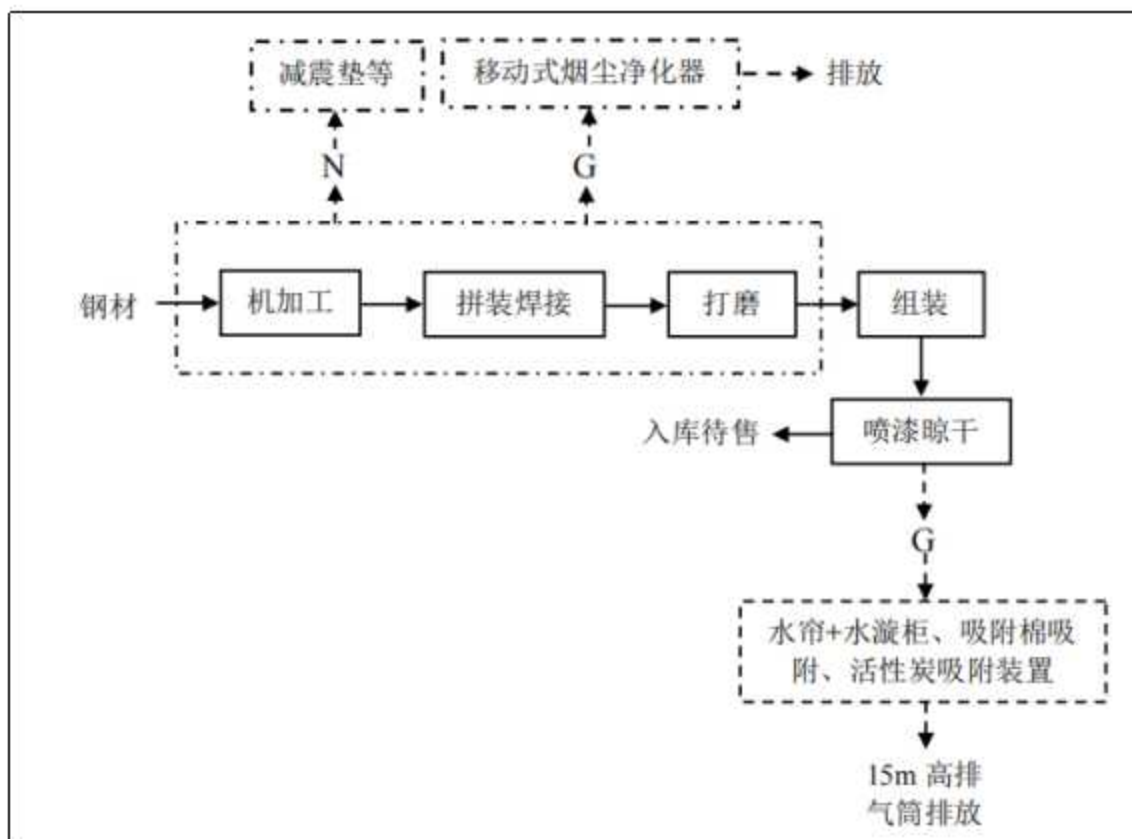 减震垫等
移动式烟尘净化器
排放
N
G
钢材
机加工
拼装焊接
打磨
组装
入库待售
喷漆晾干
G
水帘+水漩柜、吸附棉吸
附、活性炭吸附装置
15m 高排
气筒排放